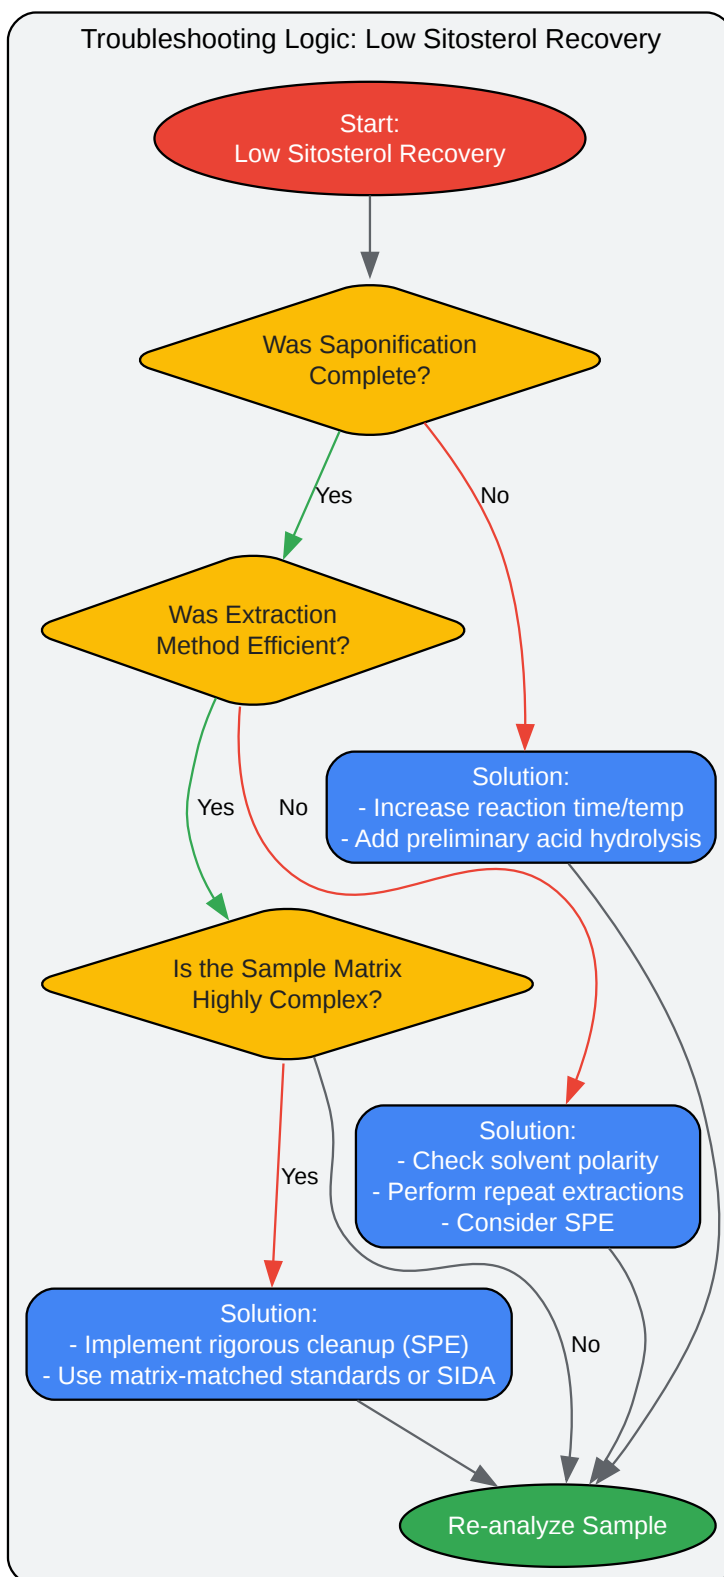 Troubleshooting Logic: Low Sitosterol Recovery
Start:
Low Sitosterol Recovery
Was Saponification
Complete?
Yes
No
Was Extraction
Method Efficient?
Solution:
- Increase reaction time/temp
- Add preliminary acid hydrolysis
Yes
No
Is the Sample Matrix
Highly Complex?
Solution:
- Check solvent polarity
- Perform repeat extractions
- Consider SPE
Yes
Solution:
- Implement rigorous cleanup (SPE)
- Use matrix-matched standards or SIDA
No
Re-analyze Sample